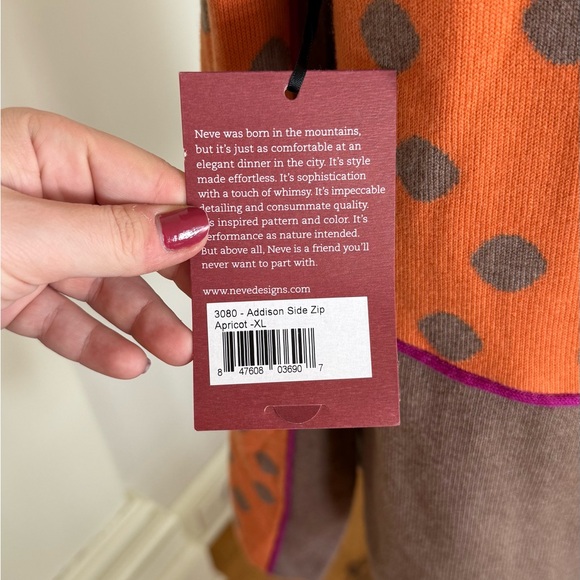 Neve was born in the mountains,
but it's just as comfortable at an
elegant dinner in the city. It's style
made effortless. It's sophistication
with a touch of whimsy. It's impeccable
detailing and consummate quality.
inspired pattern and color. It's
performance as nature intended.
But above all, Neve is a friend you'll
never want to part with.
www.nevedesigns.com
3080 - Addison Side Zip
Apricot -XL
8 47608 03690 7